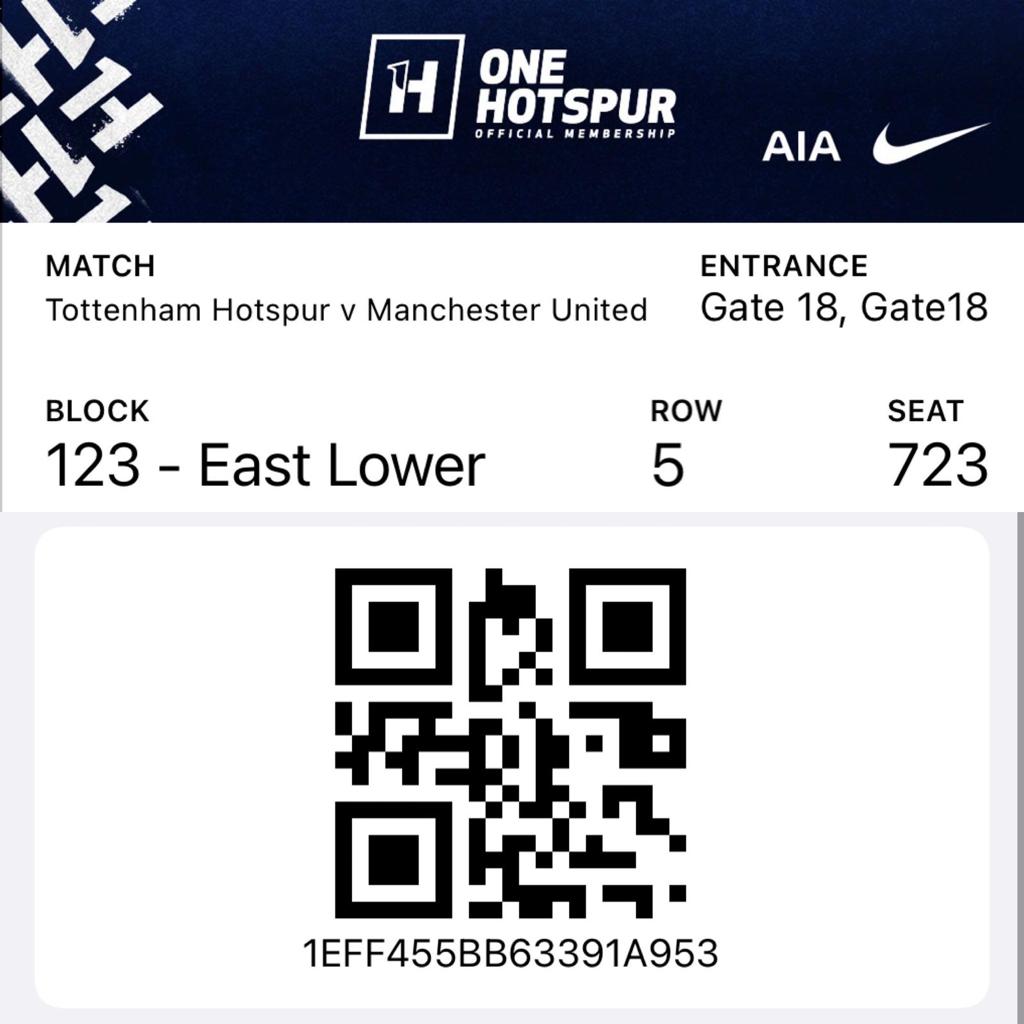 ONE
HOTSPUR
OFFICIAL MEMBERSHIP
AIA
MATCH
Tottenham Hotspur v Manchester United
ENTRANCE
Gate 18, Gate18
BLOCK
123 - East Lower
ROW
5
SEAT
723
1EFF455BB63391A953